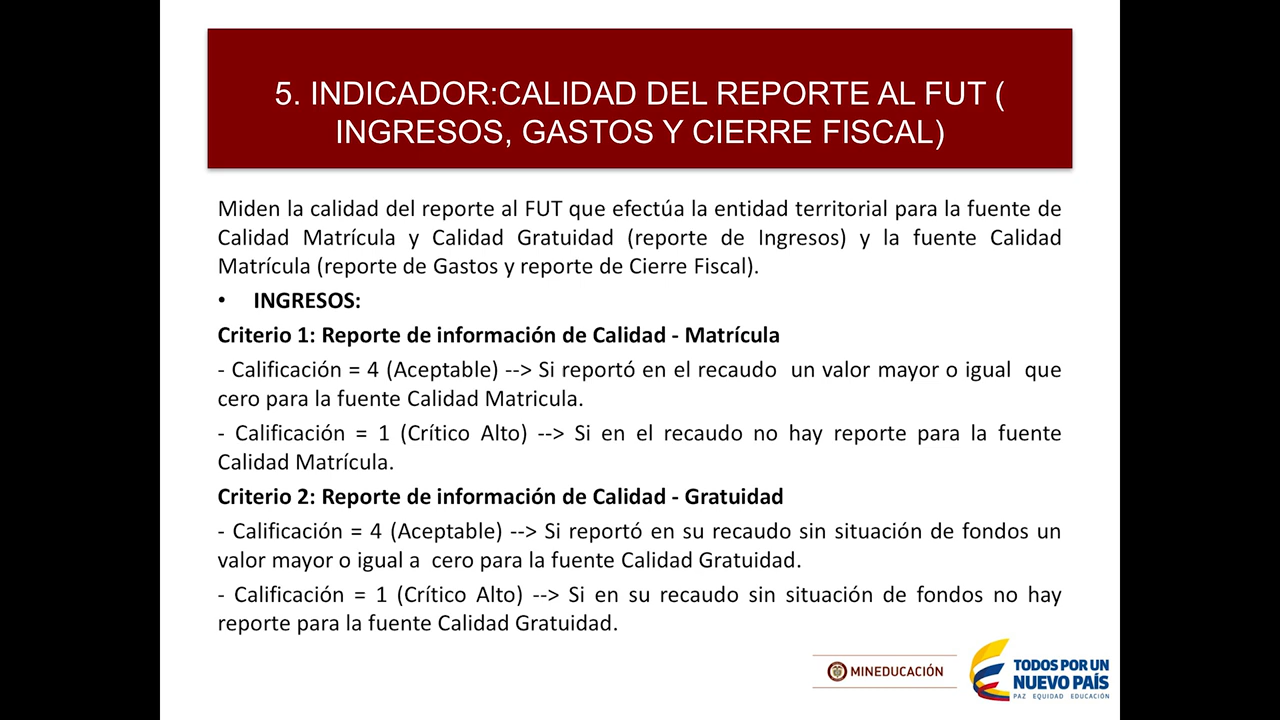 5. INDICADOR:CALIDAD DEL REPORTE AL FUT (
INGRESOS, GASTOS Y CIERRE FISCAL)
Miden la calidad del reporte al FUT que efectúa la entidad territorial para la fuente de
Calidad Matrícula y Calidad Gratuidad (reporte de Ingresos) y la fuente Calidad
Matrícula (reporte de Gastos y reporte de Cierre Fiscal).
• INGRESOS:
Criterio 1: Reporte de información de Calidad - Matrícula
- Calificación = 4 (Aceptable) --> Si reportó en el recaudo un valor mayor o igual que
cero para la fuente Calidad Matricula.
- Calificación = 1 (Crítico Alto) --> Si en el recaudo no hay reporte para la fuente
Calidad Matrícula.
Criterio 2: Reporte de información de Calidad - Gratuidad
- Calificación = 4 (Aceptable) --> Si reportó en su recaudo sin situación de fondos un
valor mayor o igual a cero para la fuente Calidad Gratuidad.
- Calificación = 1 (Crítico Alto) --> Si en su recaudo sin situación de fondos no hay
reporte para la fuente Calidad Gratuidad.
MINEDUCACIÓN
TODOS POR UN
NUEVO PAÍS
PAZ EQUIDAD EDUCACIÓN